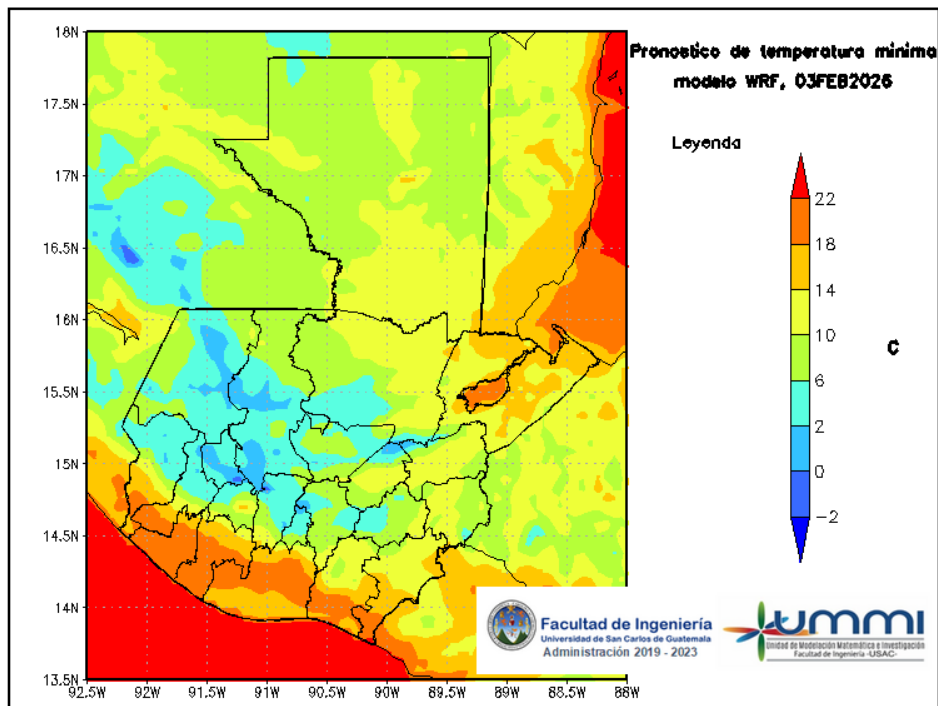 Pronostico de temperatura minima
modelo WRF, 03FEB2026
Leyenda
22
18
14
10
6
2
0
-2
C
18N
17.5N
17N
16.5N
16N
15.5N
15N
14.5N
14N
13.5N
92.5W 92W 91.5W 91W 90.5W 90W 89.5W 89W 88.5W 88W
Facultad de Ingeniería
Universidad de San Carlos de Guatemala
Administración 2019 - 2023
ummi
Unidad de Modelación Matemática e Investigación
Facultad de Ingeniería -USAC-